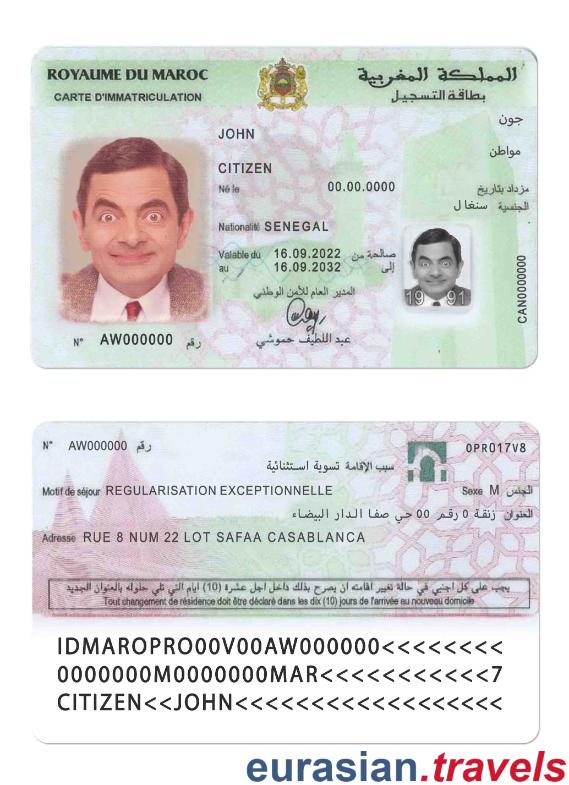 ROYAUME DU MAROC المملكة المغربية
CARTE D'IMMATRICULATION بطاقة التسجيل
جون
JOHN
مواطن
CITIZEN
Né le 00.00.0000 مزداد بتاريخ
Nationalité SENEGAL الجنسية سنغال
Valable du 16.09.2022 صالحة من
au 16.09.2032 إلى
المدير العام للأمن الوطني
عبد اللطيف حموشي
N° AW000000 رقم
19 91
CAN0000000
N° AW000000 رقم
0PR017V8
سبب الإقامة تسوية استثنائية
Motif de séjour REGULARISATION EXCEPTIONNELLE
Sexe M الجنس
العنوان زنقة 0 رقم 00 حي صفا الدار البيضاء
Adresse RUE 8 NUM 22 LOT SAFAA CASABLANCA
يجب على كل اجنبي في حالة تغيير اقامته ان يصرح بذلك داخل اجل عشرة (10) ايام التي تلي حلوله بالعنوان الجديد
Tout changement de résidence doit être déclaré dans les dix (10) jours de l'arrivée au nouveau domicile
IDMAROPRO00V00AW000000<<<<<<<<
0000000M0000000MAR<<<<<<<<<<<7
CITIZEN<<JOHN<<<<<<<<<<<<<<<<<
eurasian.travels